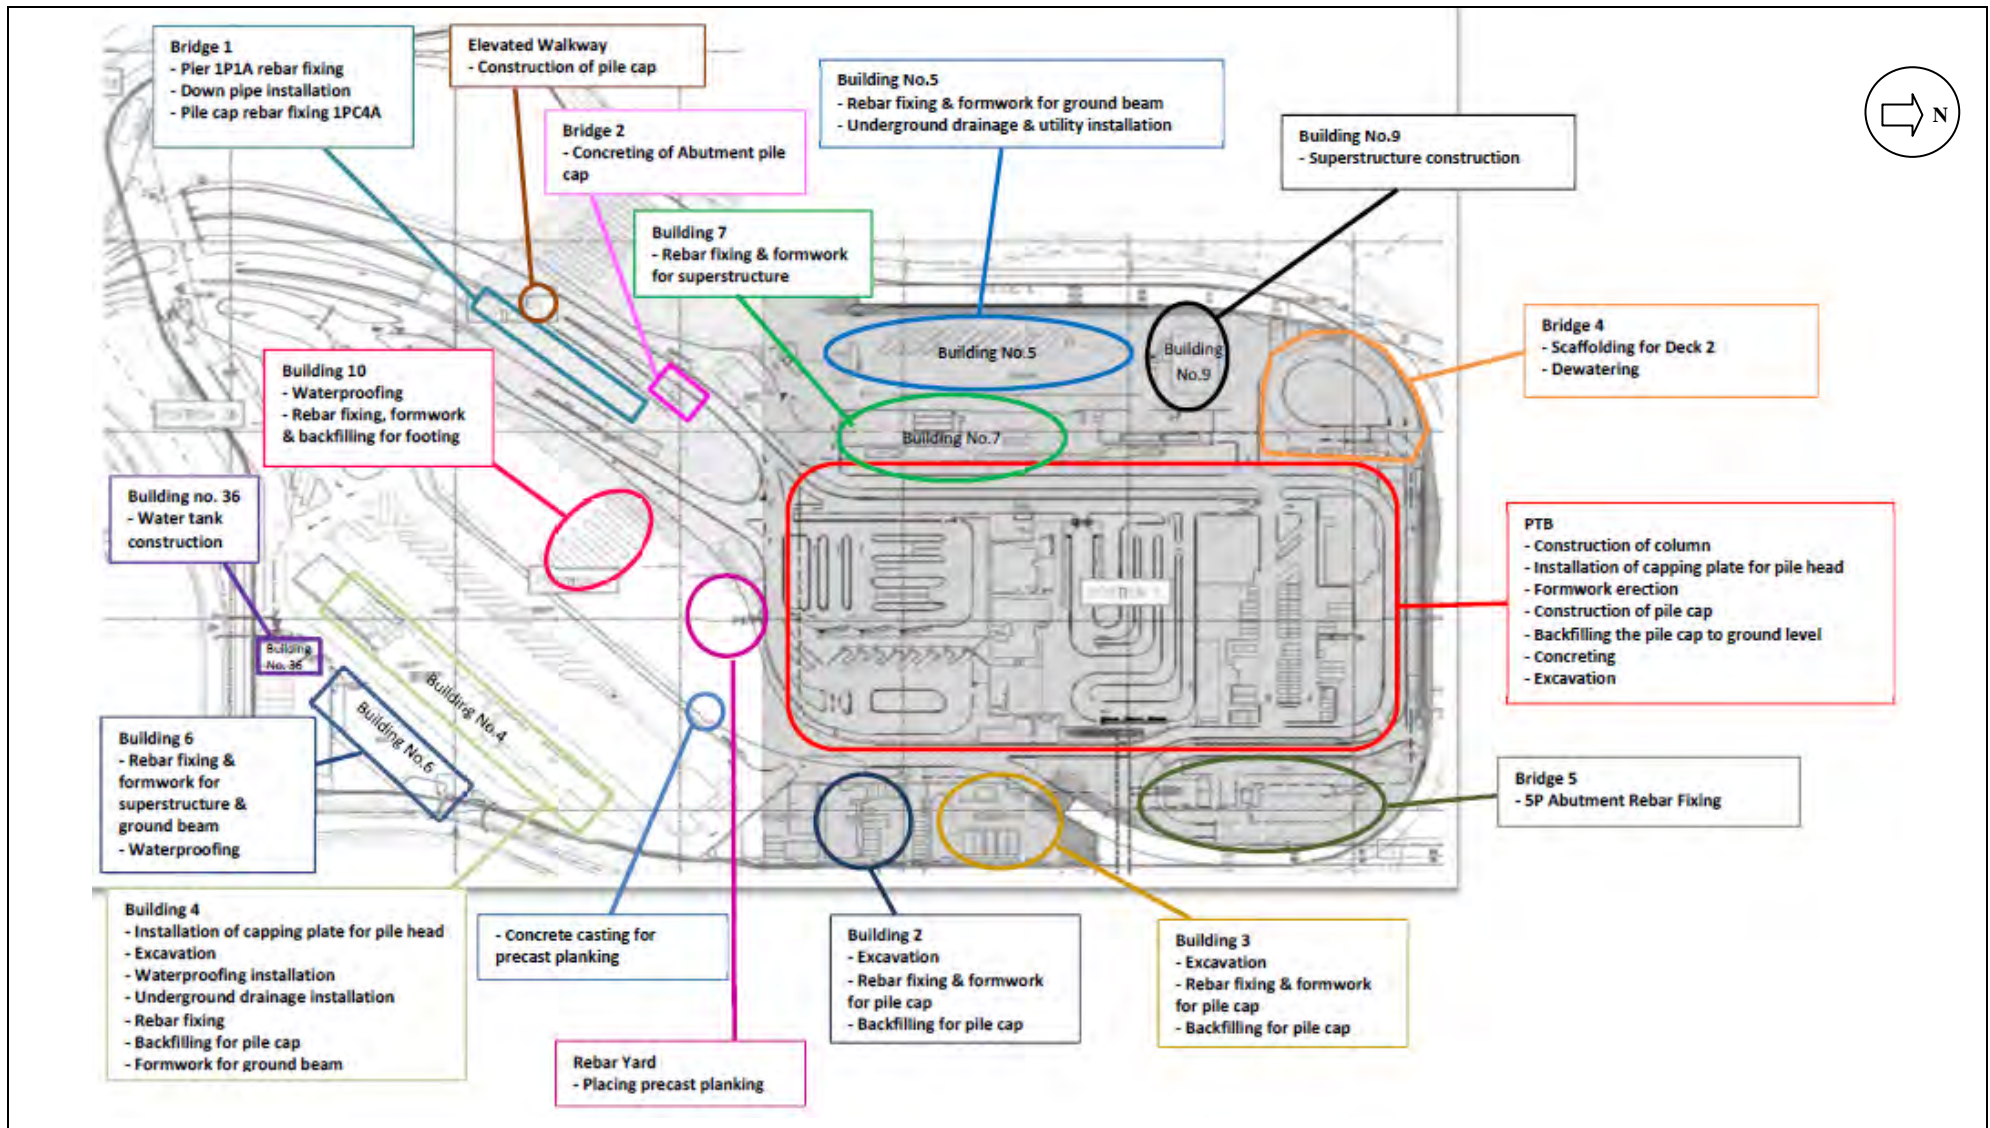 Bridge 1
- Pier 1P1A rebar fixing
- Down pipe installation
- Pile cap rebar fixing 1PC4A
Elevated Walkway
- Construction of pile cap
Bridge 2
- Concreting of Abutment pile
cap
Building No.5
- Rebar fixing & formwork for ground beam
- Underground drainage & utility installation
Building No.9
- Superstructure construction
N
Building 7
- Rebar fixing & formwork
for superstructure
Bridge 4
- Scaffolding for Deck 2
- Dewatering
Building No.5
Building
No.9
Building No.7
Building 10
- Waterproofing
- Rebar fixing, formwork
& backfilling for footing
Building no. 36
- Water tank
construction
PTB
- Construction of column
- Installation of capping plate for pile head
- Formwork erection
- Construction of pile cap
- Backfilling the pile cap to ground level
- Concreting
- Excavation
Building
No. 36
Building No.4
Building No.6
Building 6
- Rebar fixing &
formwork for
superstructure &
ground beam
- Waterproofing
Bridge 5
- 5P Abutment Rebar Fixing
Building 4
- Installation of capping plate for pile head
- Excavation
- Waterproofing installation
- Underground drainage installation
- Rebar fixing
- Backfilling for pile cap
- Formwork for ground beam
- Concrete casting for
precast planking
Building 2
- Excavation
- Rebar fixing & formwork
for pile cap
- Backfilling for pile cap
Building 3
- Excavation
- Rebar fixing & formwork
for pile cap
- Backfilling for pile cap
Rebar Yard
- Placing precast planking